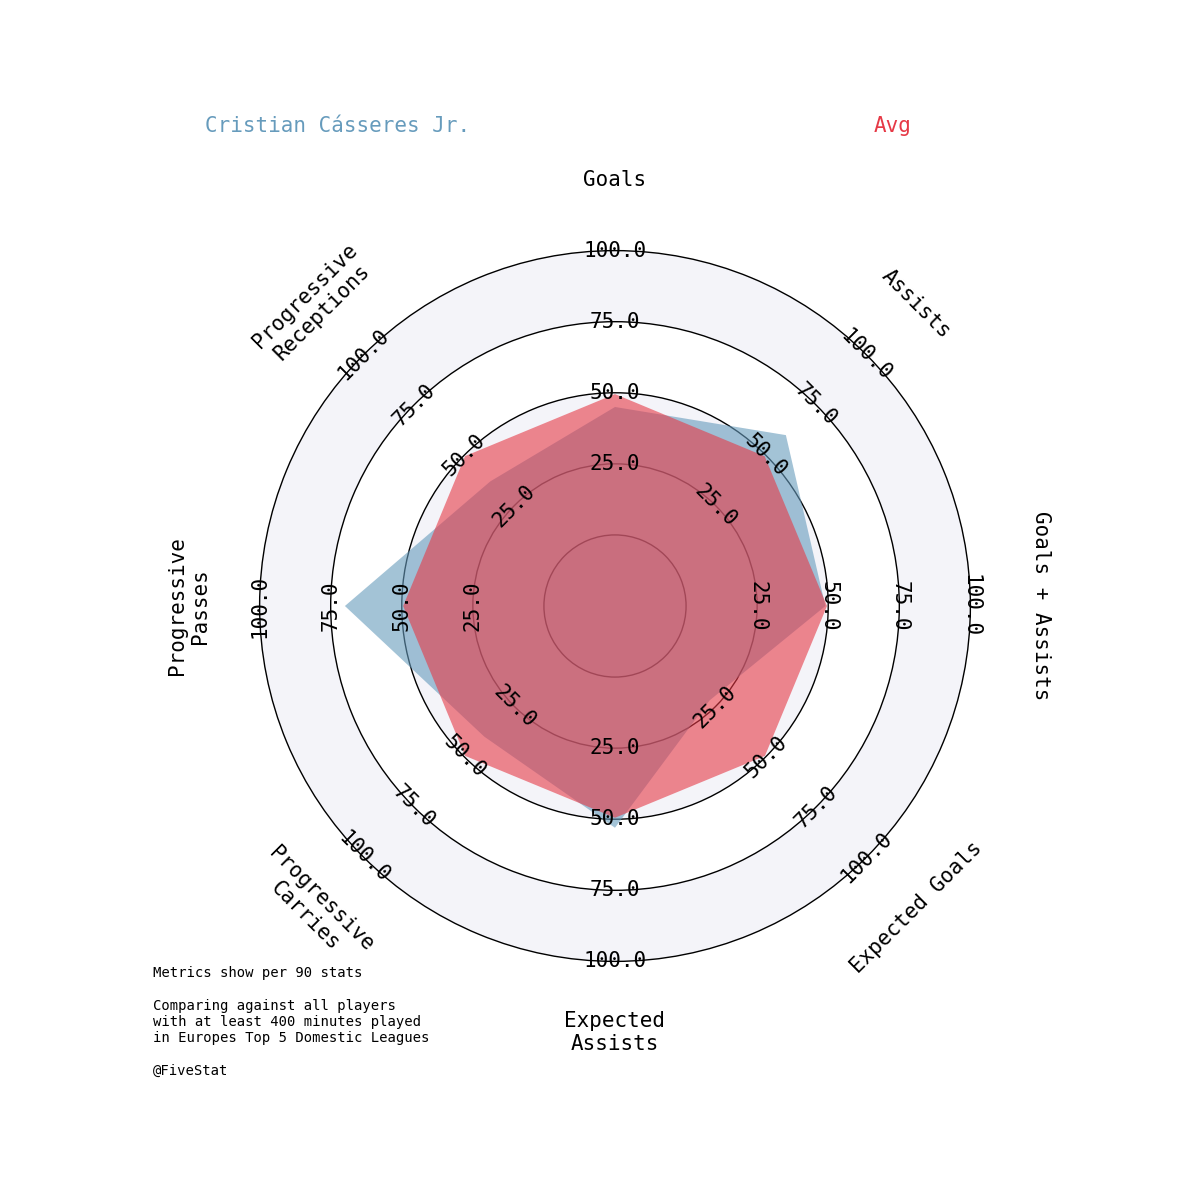 Cristian Cásseres Jr.
Avg
Goals
Assists
Goals + Assists
Expected Goals
Expected
Assists
Progressive
Carries
Progressive
Passes
Progressive
Receptions
100.0
75.0
50.0
25.0
100.0
75.0
50.0
25.0
100.0
75.0
50.0
25.0
100.0
75.0
50.0
25.0
100.0
75.0
50.0
25.0
100.0
75.0
50.0
25.0
100.0
75.0
50.0
25.0
100.0
75.0
50.0
25.0
Metrics show per 90 stats
Comparing against all players
with at least 400 minutes played
in Europes Top 5 Domestic Leagues
@FiveStat